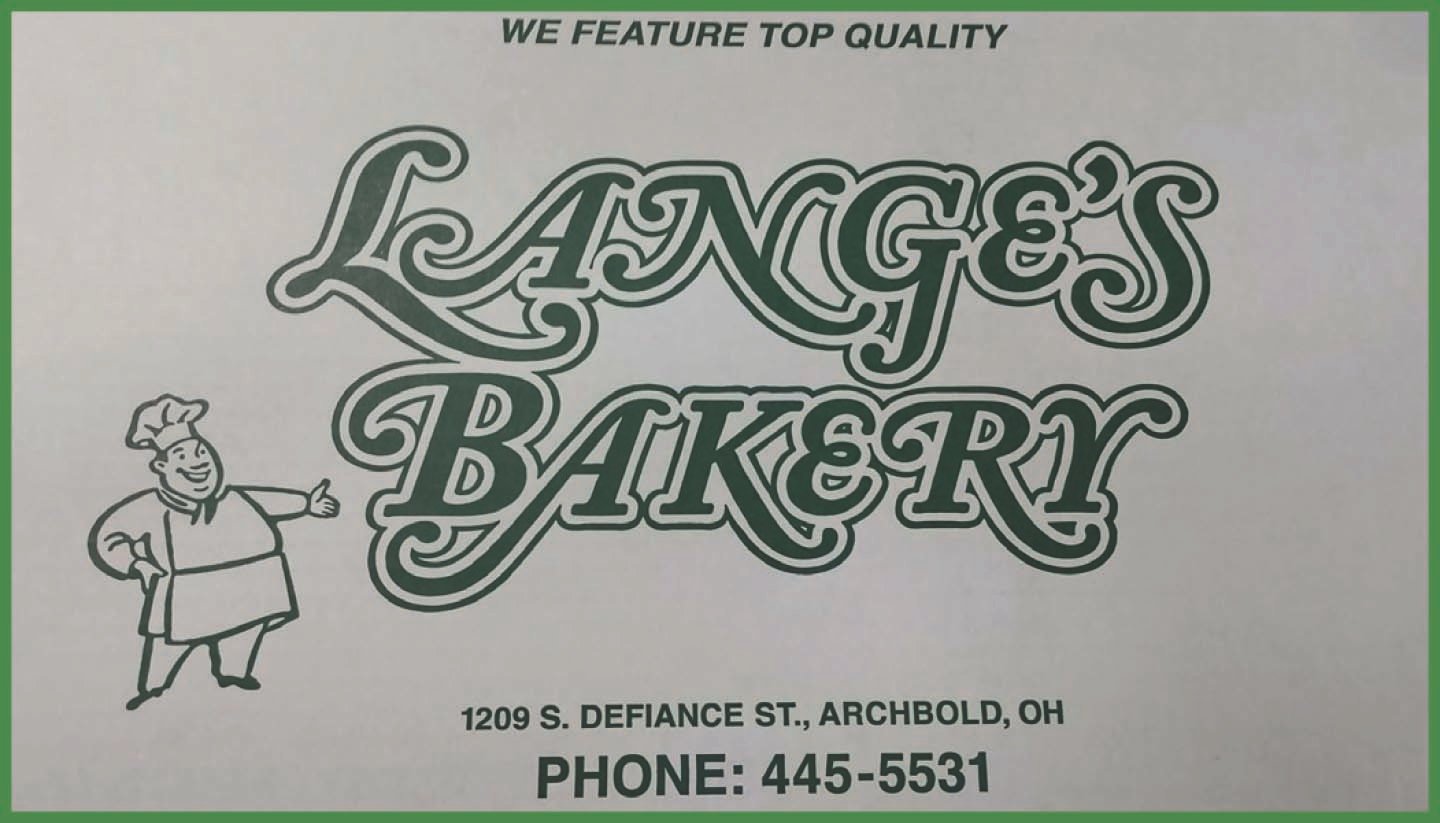 WE FEATURE TOP QUALITY
LANGE'S
BAKERY
1209 S. DEFIANCE ST., ARCHBOLD, OH
PHONE: 445-5531